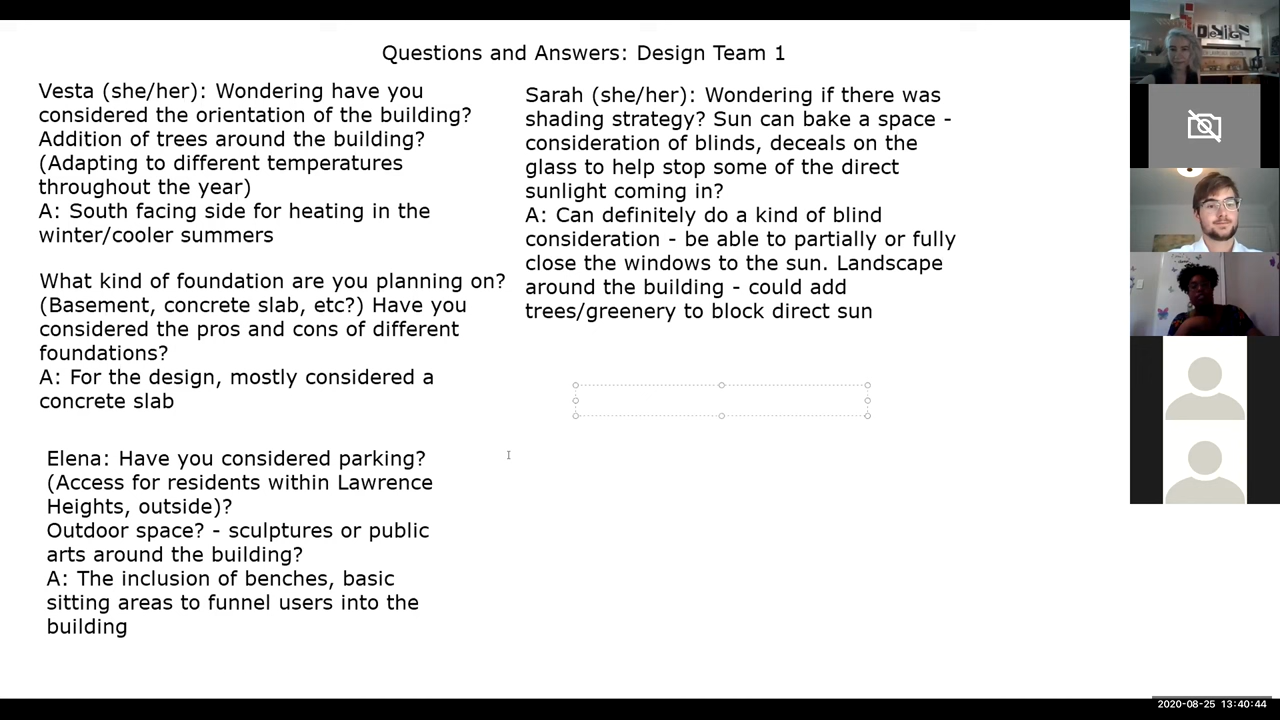 Questions and Answers: Design Team 1
Vesta (she/her): Wondering have you
considered the orientation of the building?
Addition of trees around the building?
(Adapting to different temperatures
throughout the year)
A: South facing side for heating in the
winter/cooler summers
What kind of foundation are you planning on?
(Basement, concrete slab, etc?) Have you
considered the pros and cons of different
foundations?
A: For the design, mostly considered a
concrete slab
Elena: Have you considered parking?
(Access for residents within Lawrence
Heights, outside)?
Outdoor space? - sculptures or public
arts around the building?
A: The inclusion of benches, basic
sitting areas to funnel users into the
building
Sarah (she/her): Wondering if there was
shading strategy? Sun can bake a space -
consideration of blinds, deceals on the
glass to help stop some of the direct
sunlight coming in?
A: Can definitely do a kind of blind
consideration - be able to partially or fully
close the windows to the sun. Landscape
around the building - could add
trees/greenery to block direct sun
2020-08-25 13:40:44